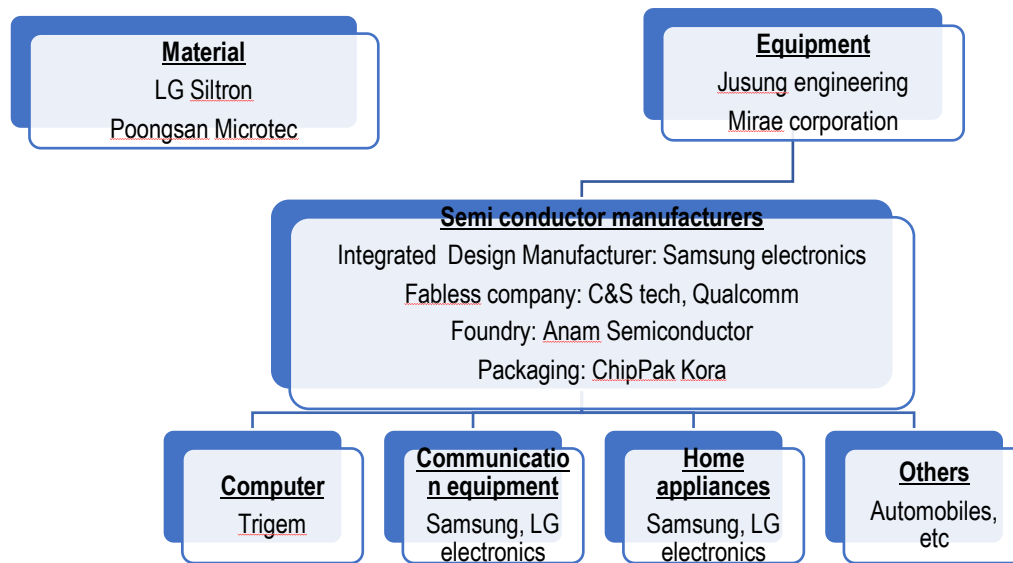 Material
LG Siltron
Poongsan Microtec
Equipment
Jusung engineering
Mirae corporation
Semi conductor manufacturers
Integrated Design Manufacturer: Samsung electronics
Fabless company: C&S tech, Qualcomm
Foundry: Anam Semiconductor
Packaging: ChipPak Kora
Computer
Trigem
Communicatio
n equipment
Samsung, LG
electronics
Home
appliances
Samsung, LG
electronics
Others
Automobiles,
etc